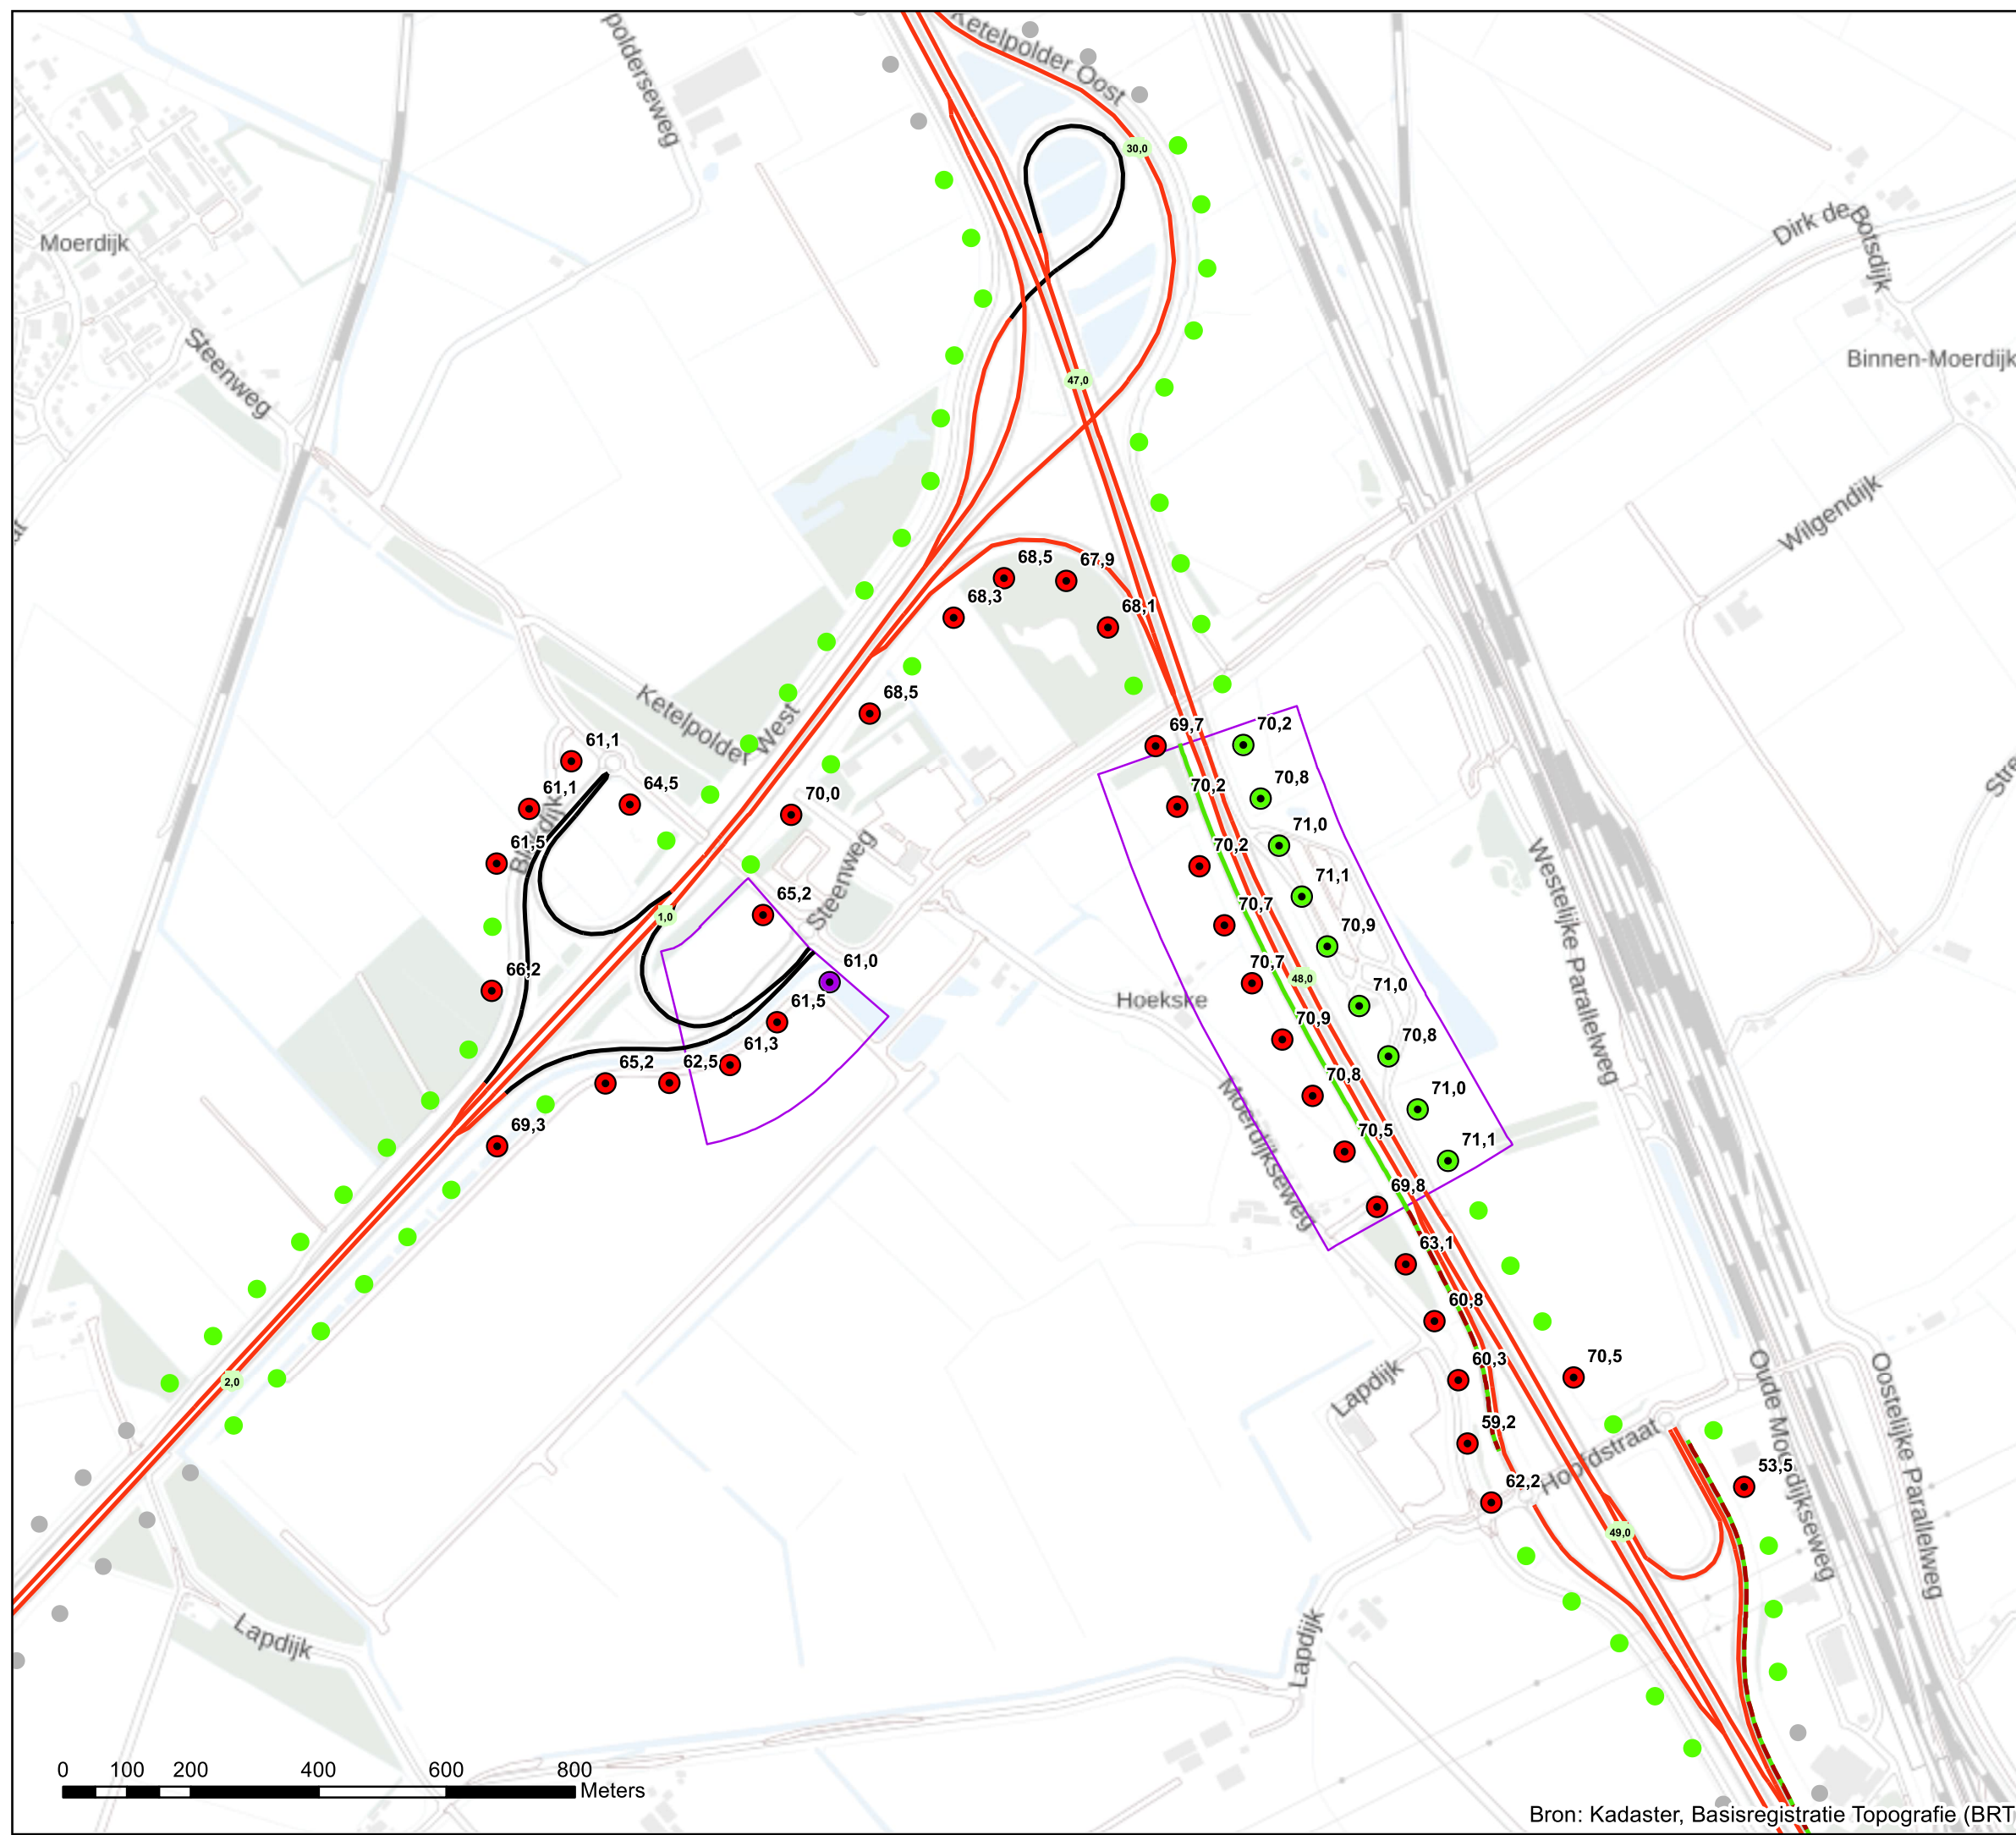 Ketelpolder Oost
polderseweg
30,0
Dirk de
Botsdijk
Moerdijk
Steenweg
Binnen-Moerdijk
47,0
Wilgendijk
68,5
67,9
68,3
68,1
Ketelpolder West
68,5
69,7
70,2
61,1
70,2
70,8
61,1
64,5
70,0
71,0
Blokdijk
61,5
70,2
71,1
Steenweg
65,2
70,7
1,0
70,9
Westelijke Parallelweg
66,2
61,0
70,7
48,0
71,0
61,5
Hoekske
70,9
70,8
65,2
62,5
61,3
70,8
71,0
69,3
Moerdijkseweg
70,5
71,1
69,8
63,1
60,8
60,3
70,5
2,0
Lapdijk
59,2
Hoofdstraat
Oude Moerdijkseweg
Oostelijke Parallelweg
62,2
53,5
49,0
Lapdijk
Lapdijk
0 100 200 400 600 800
Meters
Bron: Kadaster, Basisregistratie Topografie (BRT